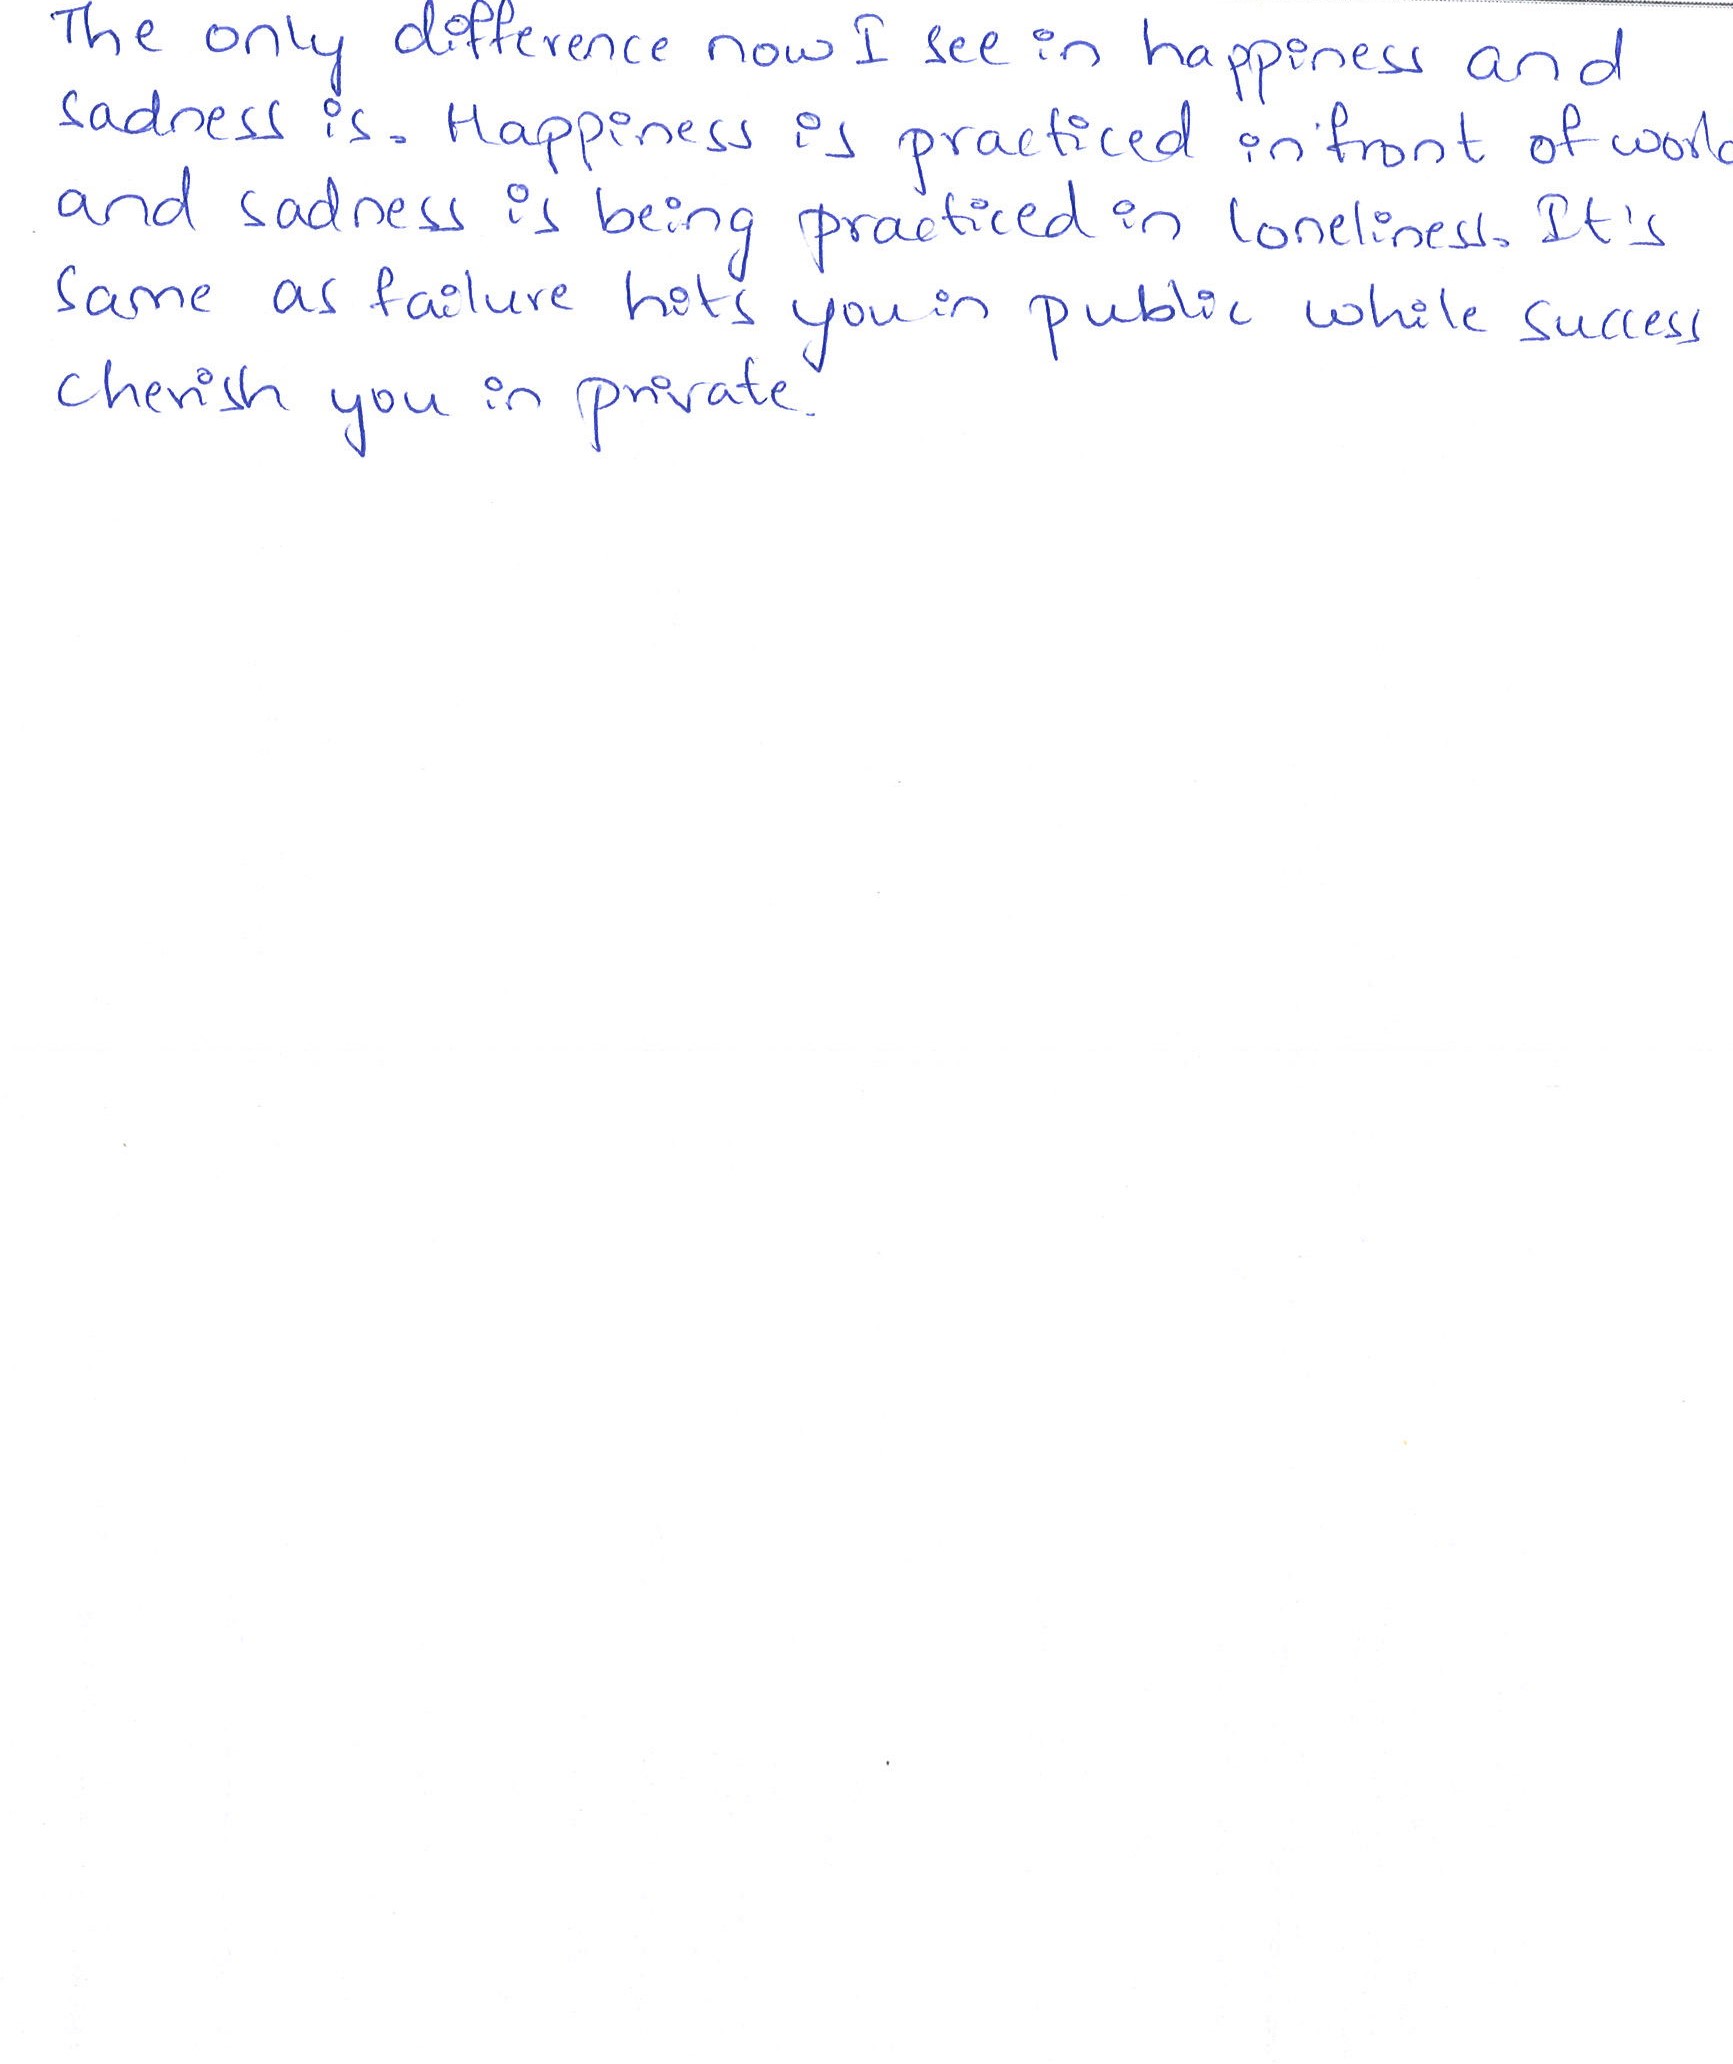 The only difference now I see in happiness and
sadness is. Happiness is practiced in front of world
and sadness is being practiced in loneliness. It's
same as failure hit's you in public while success
cherish you in private.